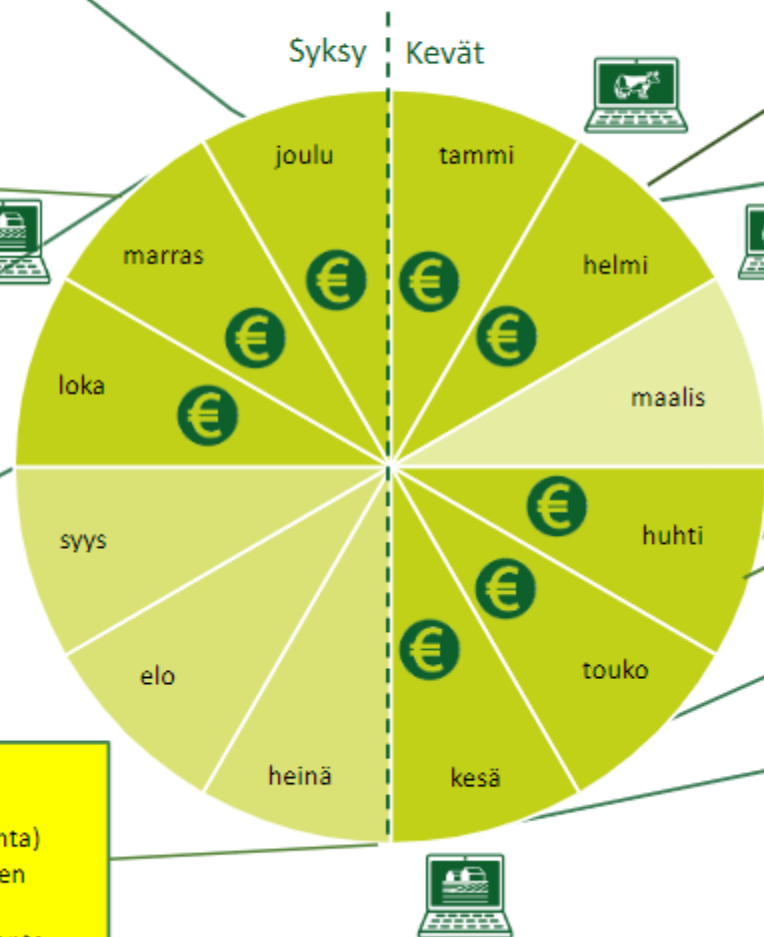 Syksy
Kevät
joulu
tammi
marras
helmi
loka
maalis
€
€
€
€
€
syys
huhti
€
€
€
elo
touko
heinä
kesä
nta)
en